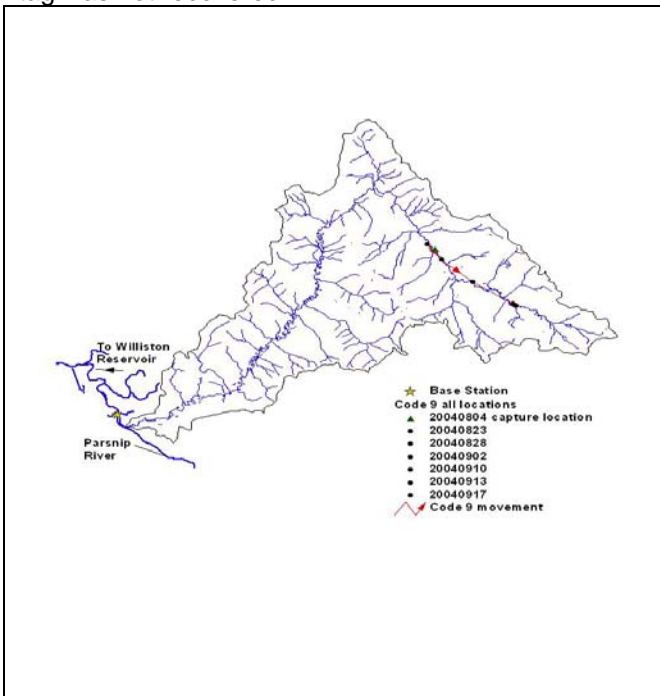 To Williston
Reservoir
Parsnip
River
Base Station
Code 9 all locations
20040804 capture location
20040823
20040828
20040902
20040910
20040913
20040917
Code 9 movement